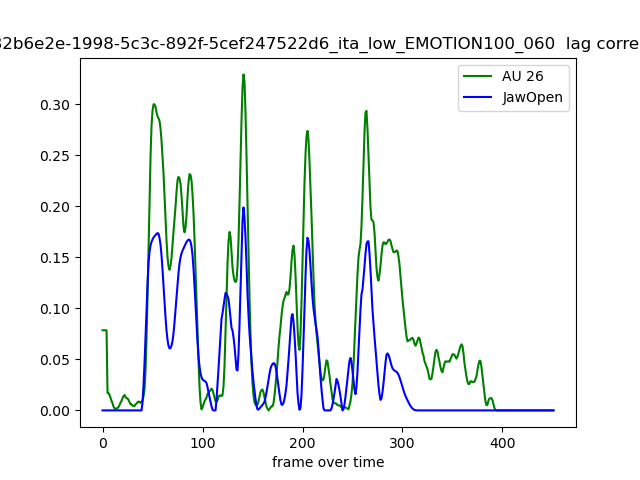 32b6e2e-1998-5c3c-892f-5cef247522d6_ita_low_EMOTION100_060 lag corre
AU 26
JawOpen
0.30
0.25
0.20
0.15
0.10
0.05
0.00
0 100 200 300 400
frame over time